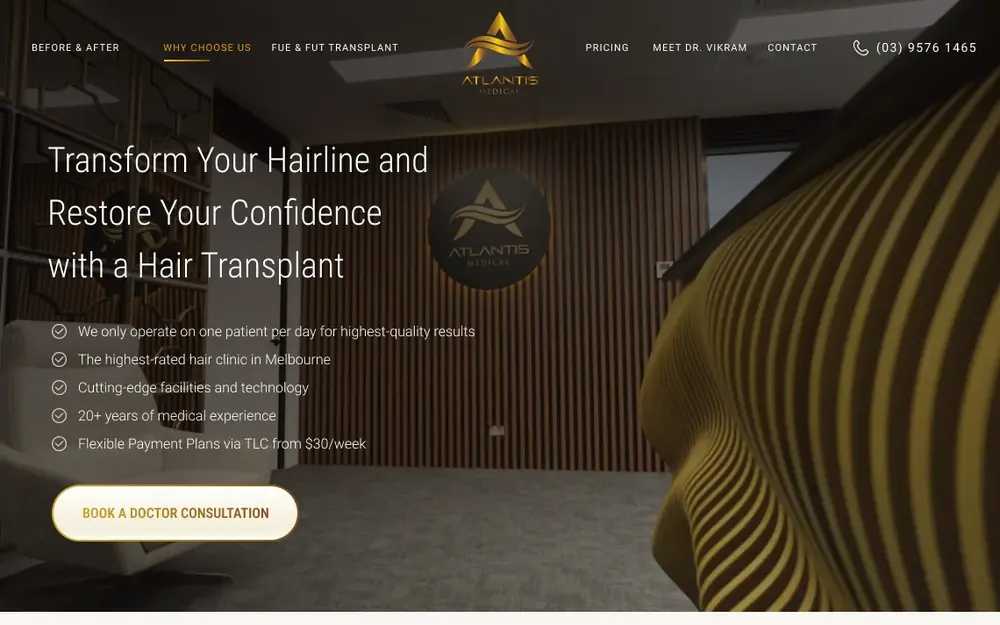 BEFORE & AFTER
WHY CHOOSE US
FUE & FUT TRANSPLANT
ATLANTIS
MEDICAL
PRICING
MEET DR. VIKRAM
CONTACT
(03) 9576 1465
Transform Your Hairline and
Restore Your Confidence
with a Hair Transplant
ATLANTIS
MEDICAL
We only operate on one patient per day for highest-quality results
The highest-rated hair clinic in Melbourne
Cutting-edge facilities and technology
20+ years of medical experience
Flexible Payment Plans via TLC from $30/week
BOOK A DOCTOR CONSULTATION